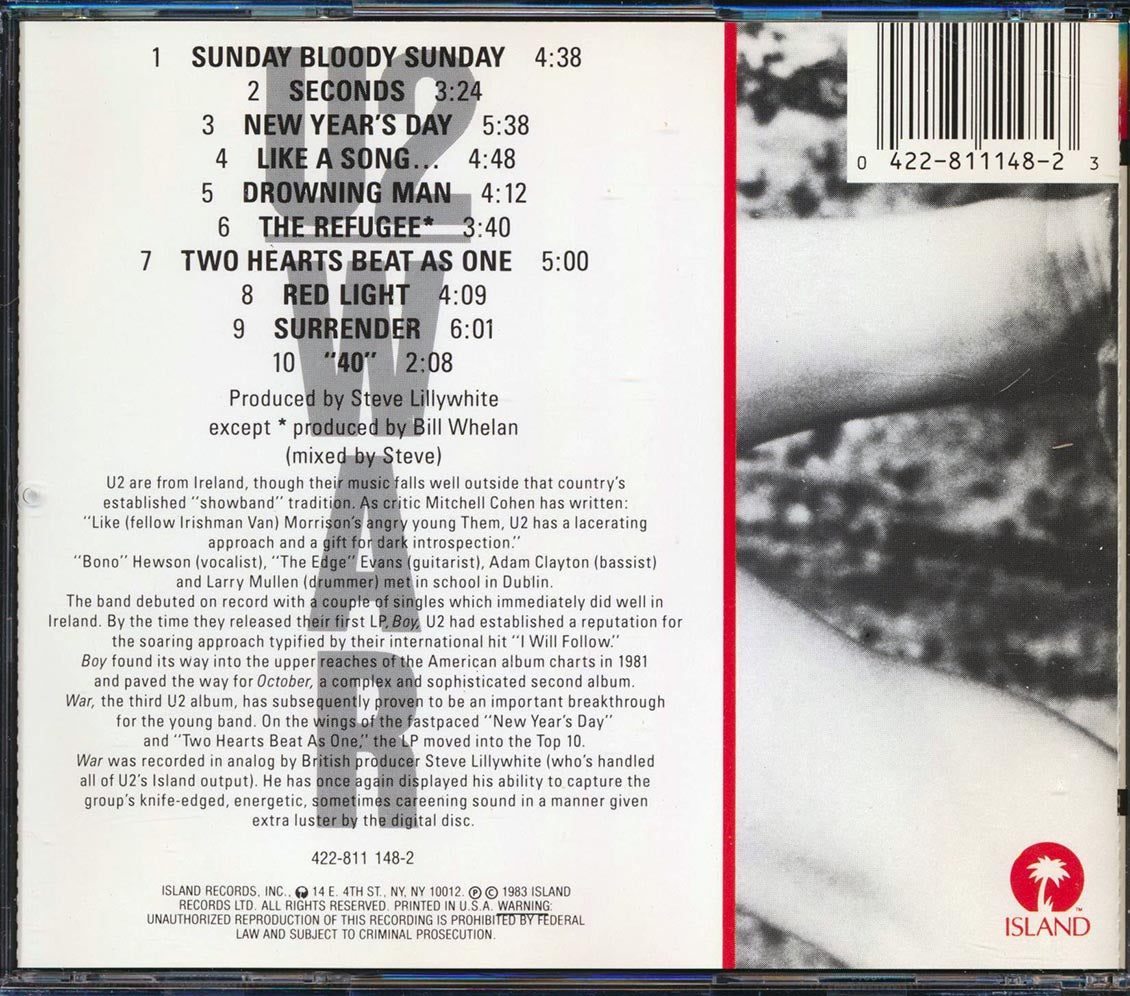 1 SUNDAY BLOODY SUNDAY 4:38
2 SECONDS 3:24
3 NEW YEAR'S DAY 5:38
4 LIKE A SONG... 4:48
5 DROWNING MAN 4:12
6 THE REFUGEE* 3:40
7 TWO HEARTS BEAT AS ONE 5:00
8 RED LIGHT 4:09
9 SURRENDER 6:01
10 "40" 2:08
U2
WAR
Produced by Steve Lillywhite
except * produced by Bill Whelan
(mixed by Steve)
U2 are from Ireland, though their music falls well outside that country's
established "showband" tradition. As critic Mitchell Cohen has written:
"Like (fellow Irishman Van) Morrison's angry young Them, U2 has a lacerating
approach and a gift for dark introspection."
"Bono" Hewson (vocalist), "The Edge" Evans (guitarist), Adam Clayton (bassist)
and Larry Mullen (drummer) met in school in Dublin.
The band debuted on record with a couple of singles which immediately did well in
Ireland. By the time they released their first LP, Boy, U2 had established a reputation for
the soaring approach typified by their international hit "I Will Follow."
Boy found its way into the upper reaches of the American album charts in 1981
and paved the way for October, a complex and sophisticated second album.
War, the third U2 album, has subsequently proven to be an important breakthrough
for the young band. On the wings of the fastpaced "New Year's Day"
and "Two Hearts Beat As One," the LP moved into the Top 10.
War was recorded in analog by British producer Steve Lillywhite (who's handled
all of U2's Island output). He has once again displayed his ability to capture the
group's knife-edged, energetic, sometimes careening sound in a manner given
extra luster by the digital disc.
422-811 148-2
ISLAND RECORDS, INC., 14 E. 4TH ST., NY, NY 10012. Ⓟ © 1983 ISLAND
RECORDS LTD. ALL RIGHTS RESERVED. PRINTED IN U.S.A. WARNING:
UNAUTHORIZED REPRODUCTION OF THIS RECORDING IS PROHIBITED BY FEDERAL
LAW AND SUBJECT TO CRIMINAL PROSECUTION.
0 422-811148-2 3
ISLAND™